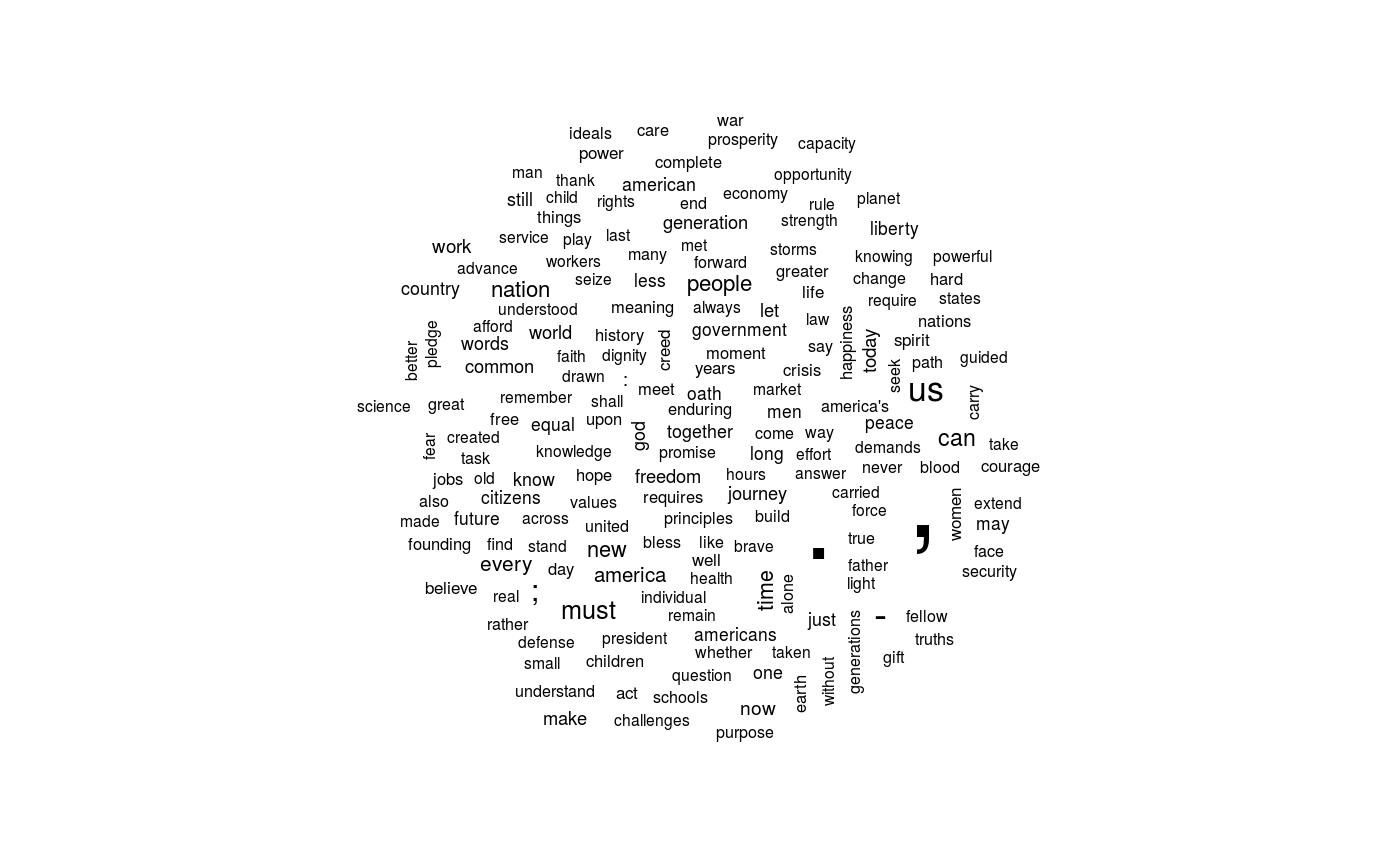 war
ideals care
prosperity capacity
power complete
man thank american opportunity
still child rights end economy rule planet
things generation strength liberty
service play last
work many met storms knowing powerful
advance workers seize less forward greater change hard
country nation people life require states
understood meaning always let law happiness nations
pledge afford world history creed government today spirit
better words faith dignity moment say path guided
common drawn : years crisis seek us carry
meet oath market
science great remember shall enduring men america's peace
free equal upon god together come way can take
fear created knowledge promise long effort demands
task
jobs old know hope freedom hours answer never blood courage
also citizens values requires journey carried women extend
made future across united principles build force may
founding find stand new bless like brave . true , face
every day america well health time alone father security
believe real ; individual light
must remain just generations - fellow
rather defense president americans truths
small children whether taken gift
question one earth without
understand act schools
make challenges now
purpose